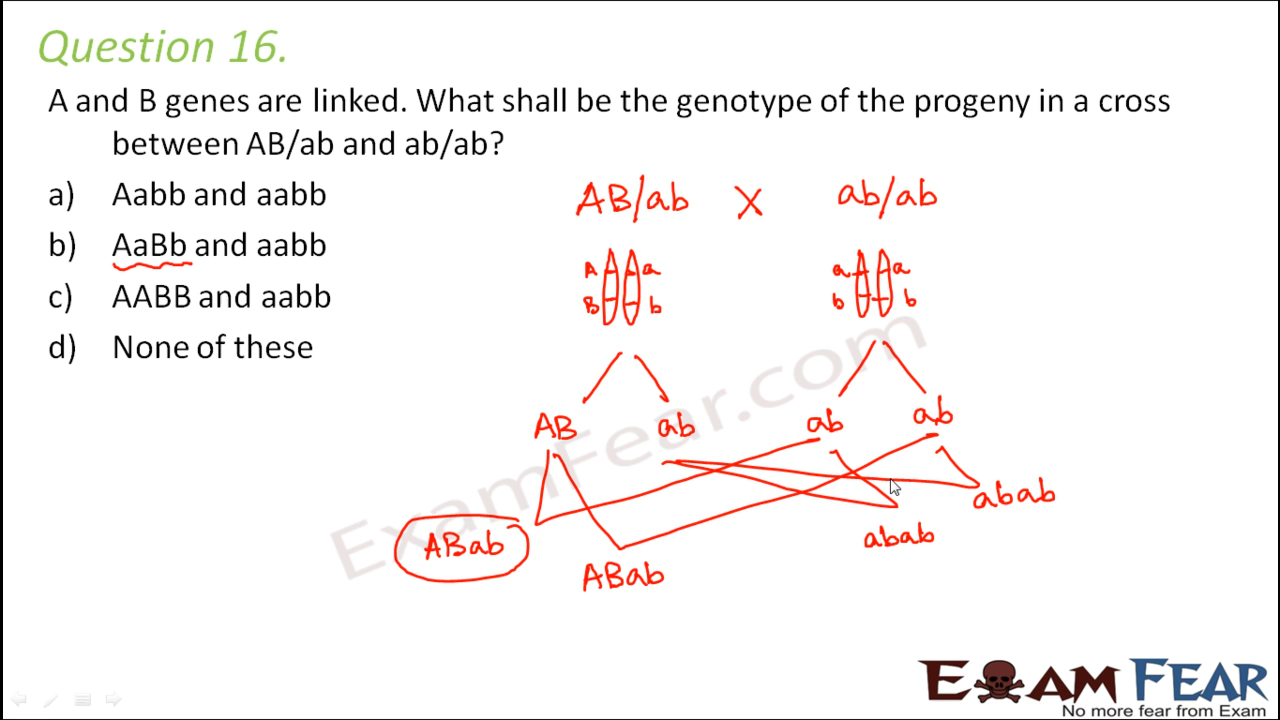 Question 16.
A and B genes are linked. What shall be the genotype of the progeny in a cross
between AB/ab and ab/ab?
a) Aabb and aabb
b) AaBb and aabb
c) AABB and aabb
d) None of these
AB/ab X ab/ab
A a a a
B b b b
AB ab ab ab
abab
ABab abab
ABab
ExamFear.com
EXAM FEAR
No more fear from Exam